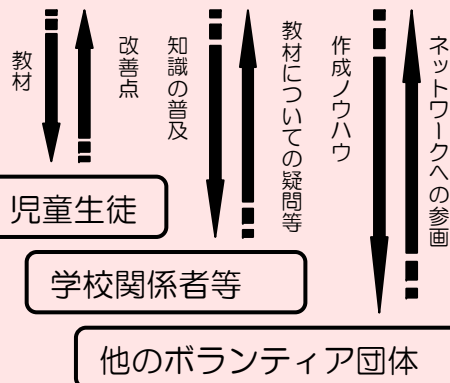 教材
改善点
知識の普及
教材についての疑問等
作成ノウハウ
ネットワークへの参画
児童生徒
学校関係者等
他のボランティア団体